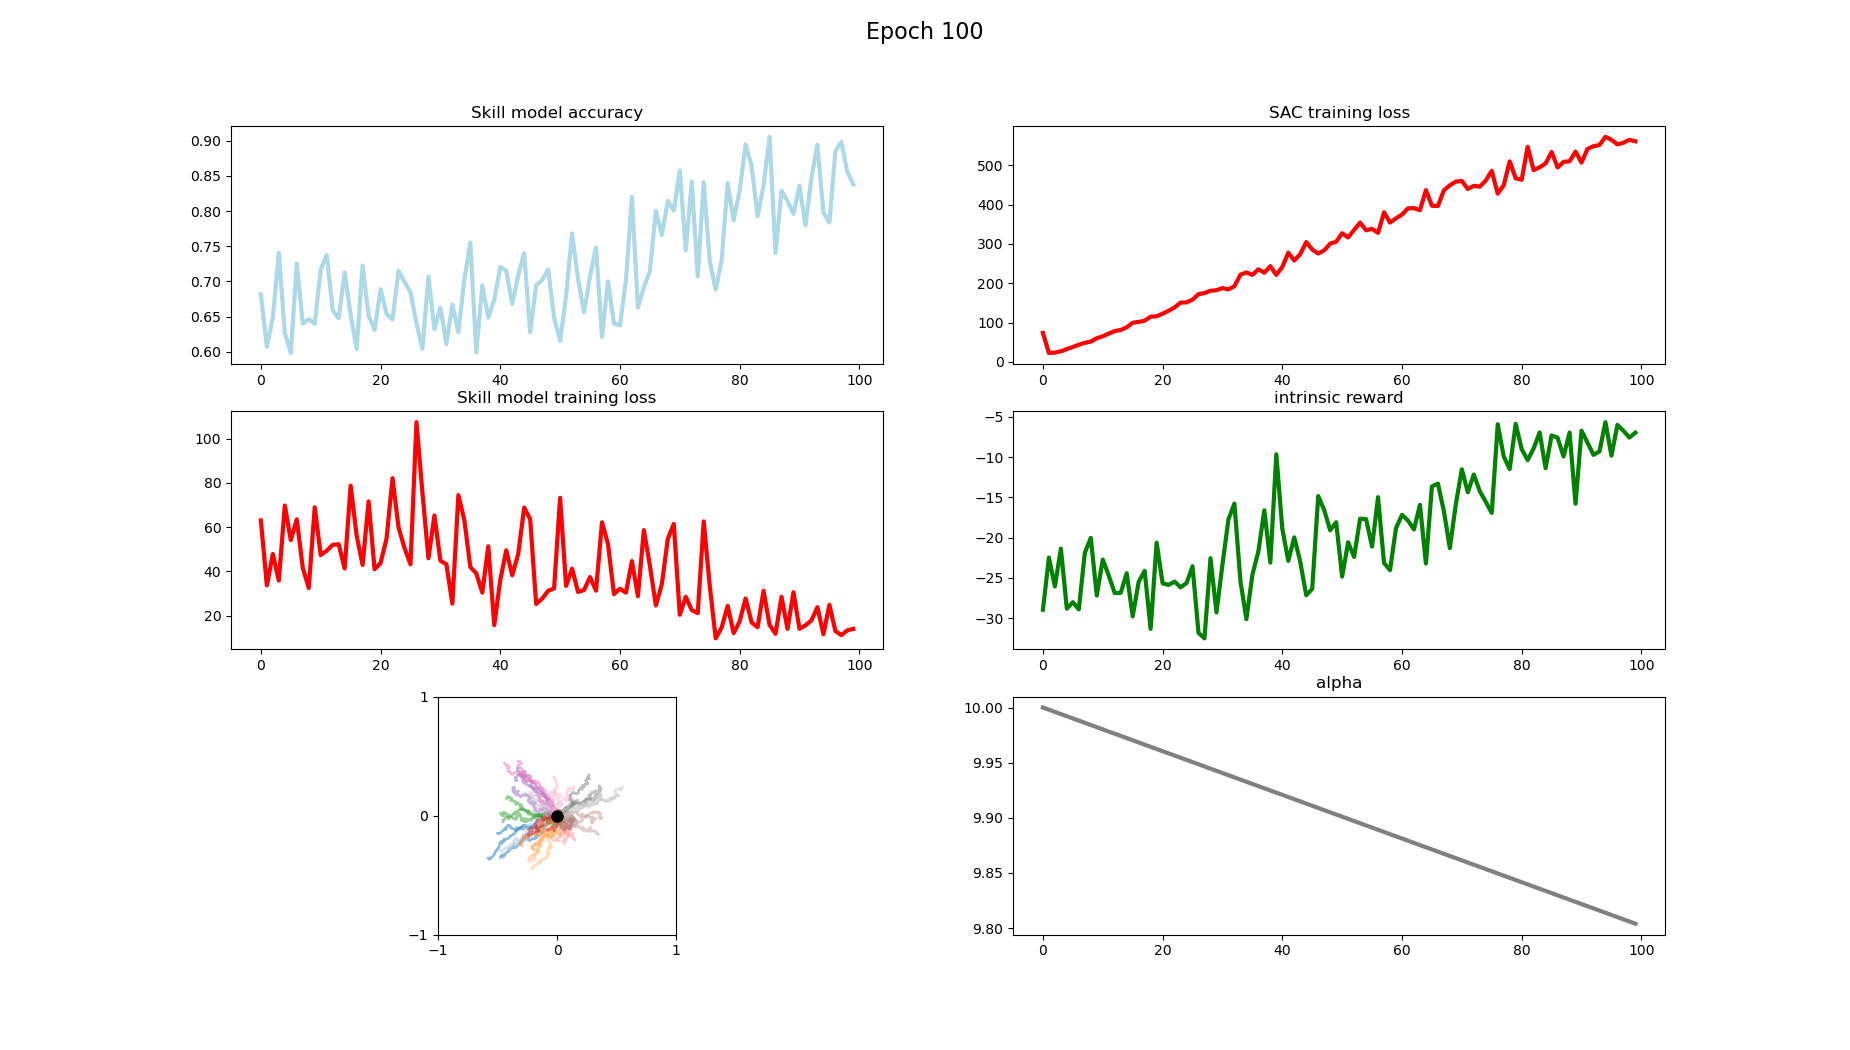 Epoch 100
Skill model accuracy
0.90
0.85
0.80
0.75
0.70
0.65
0.60
0 20 40 60 80 100
SAC training loss
500
400
300
200
100
0
0 20 40 60 80 100
Skill model training loss
100
80
60
40
20
0 20 40 60 80 100
intrinsic reward
−5
−10
−15
−20
−25
−30
0 20 40 60 80 100
1
0
−1
−1 0 1
alpha
10.00
9.95
9.90
9.85
9.80
0 20 40 60 80 100